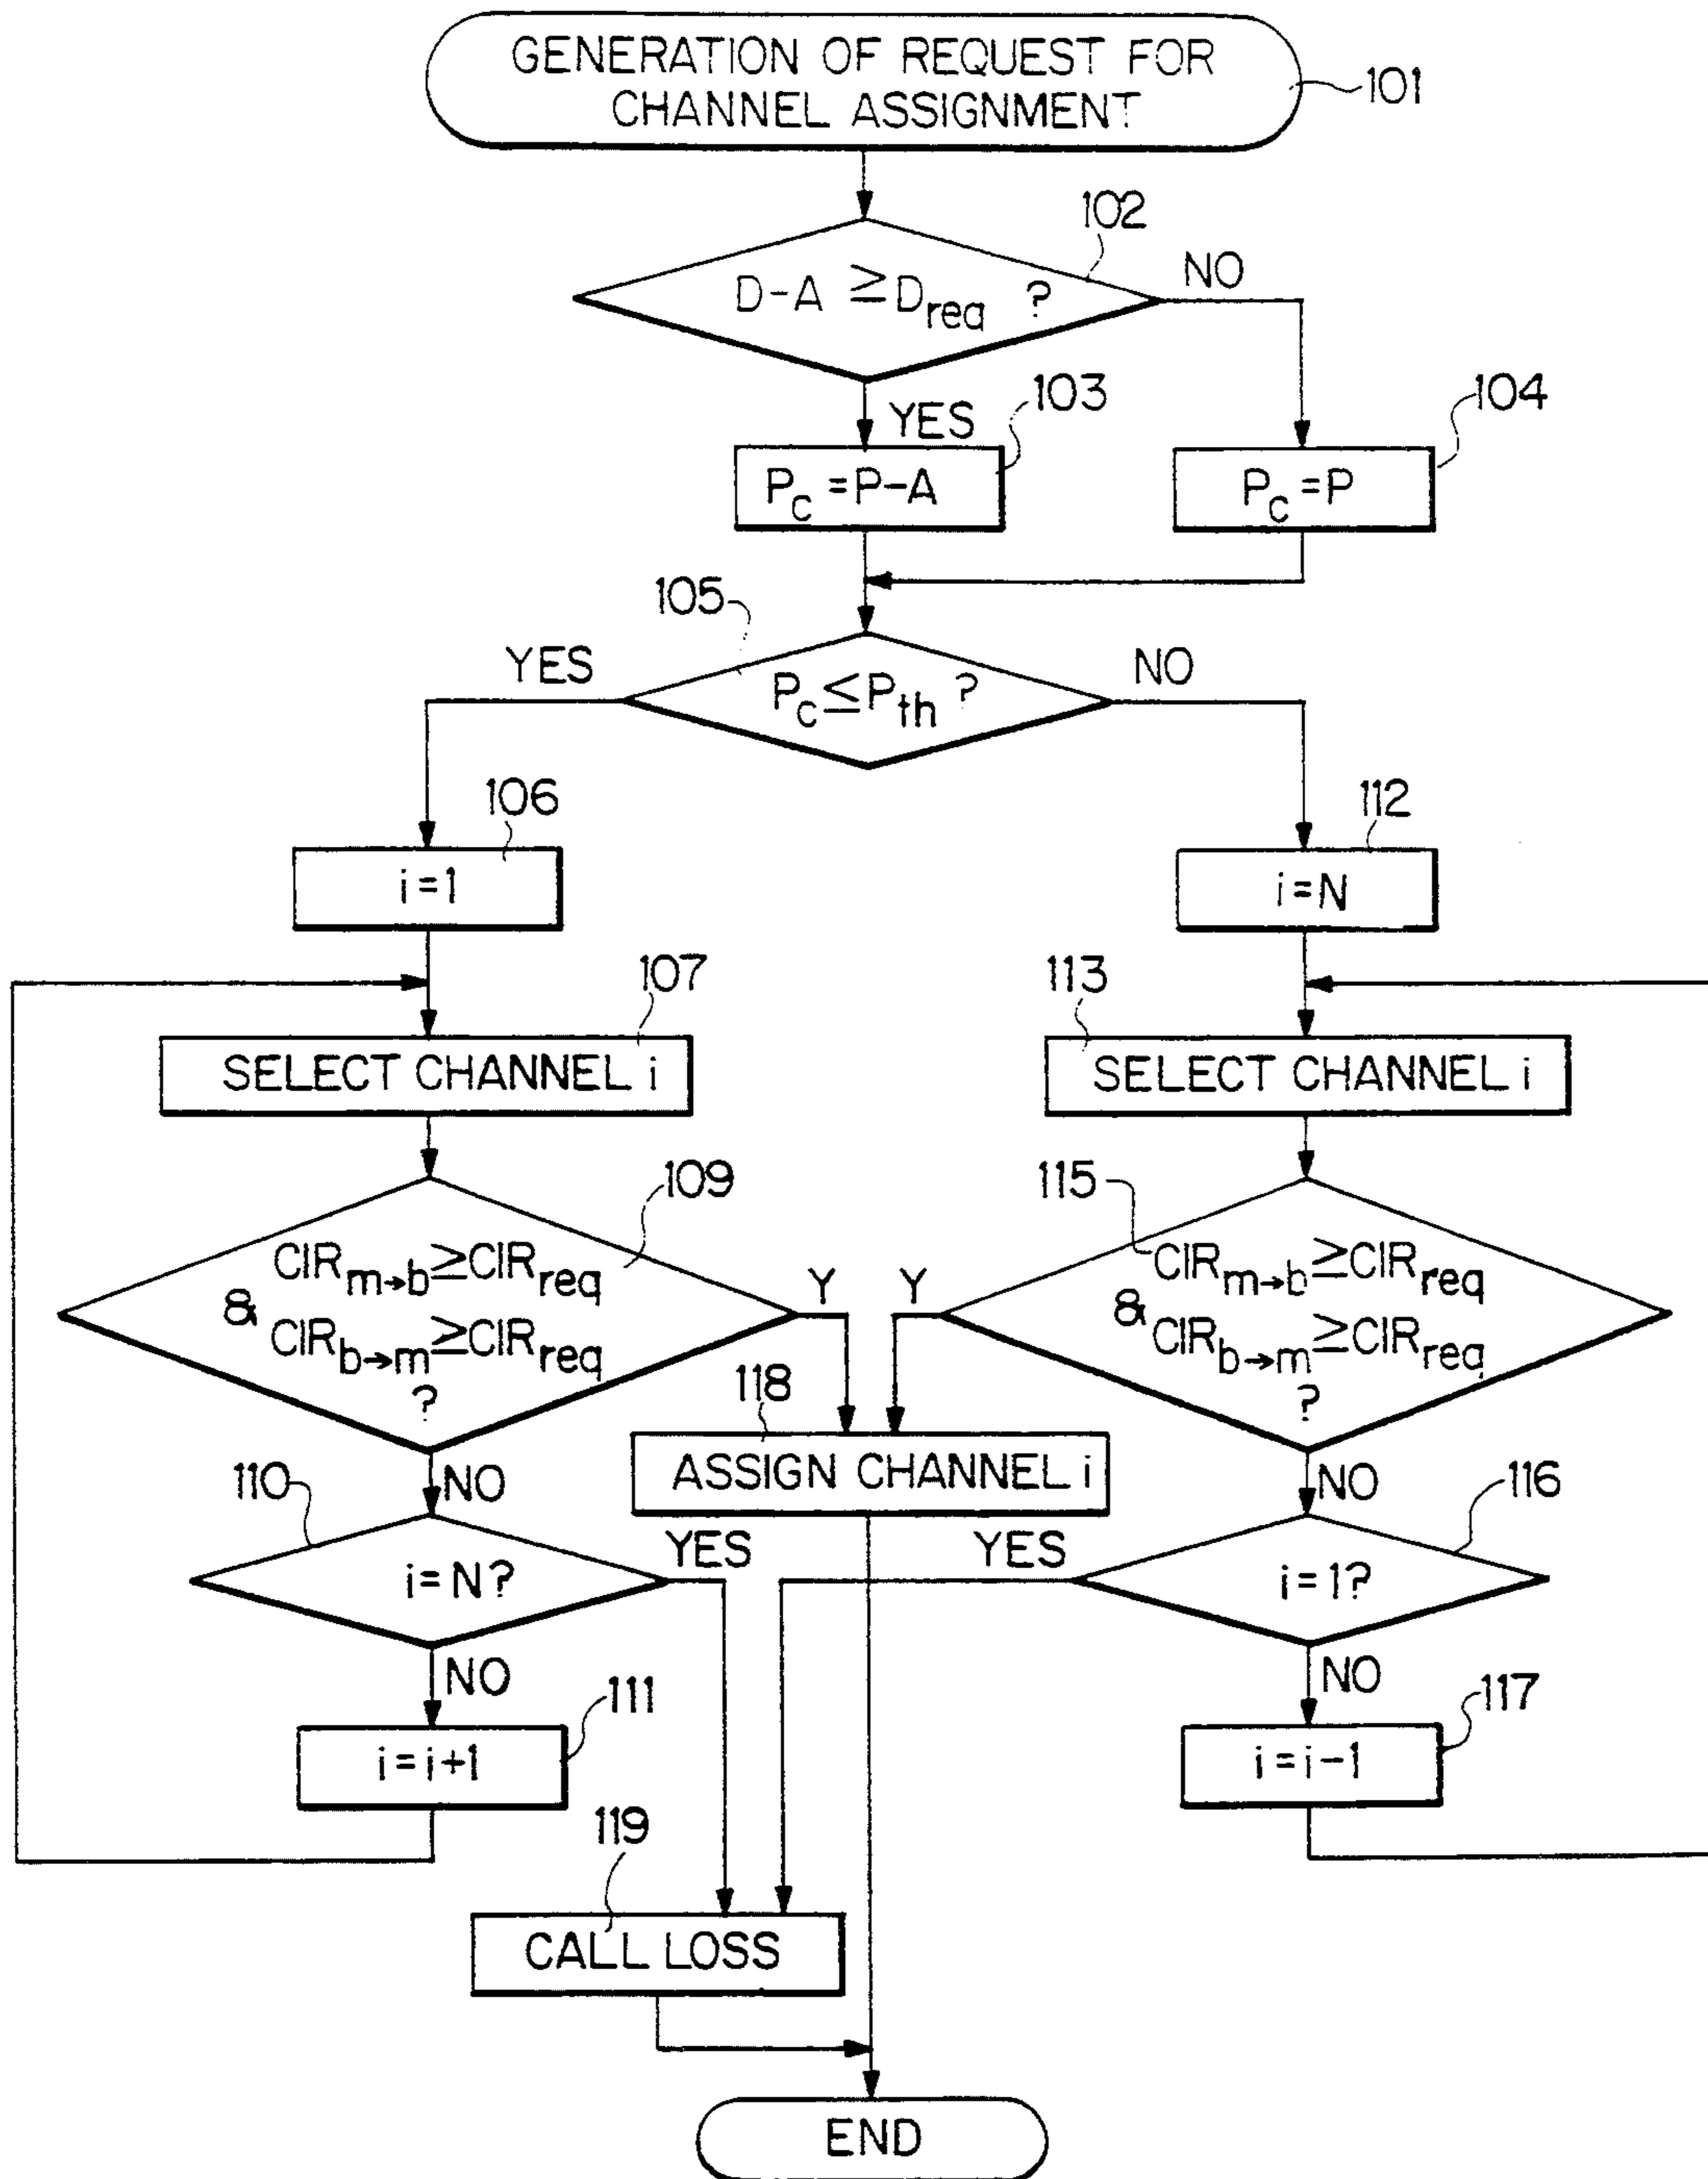 GENERATION OF REQUEST FOR
CHANNEL ASSIGNMENT
101
102
D-A ≥ D_req ?
NO
YES
103
P_c = P-A
104
P_c = P
105
YES
P_c ≤ P_th ?
NO
106
i = 1
112
i = N
107
SELECT CHANNEL i
113
SELECT CHANNEL i
109
CIR_m→b ≥ CIR_req
& CIR_b→m ≥ CIR_req
?
Y
115
CIR_m→b ≥ CIR_req
& CIR_b→m ≥ CIR_req
?
Y
118
ASSIGN CHANNEL i
NO
110
i = N?
YES
NO
116
i = 1?
YES
NO
111
i = i+1
NO
117
i = i-1
119
CALL LOSS
END